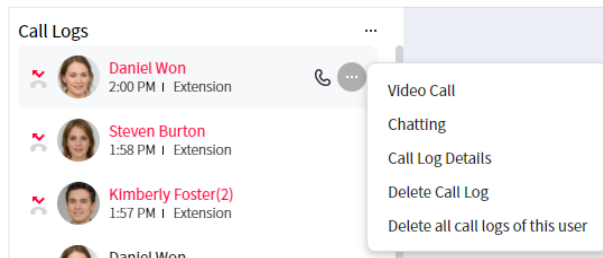 Call Logs
Daniel Won
2:00 PM | Extension
Steven Burton
1:58 PM | Extension
Kimberly Foster(2)
1:57 PM | Extension
Daniel Won
Video Call
Chatting
Call Log Details
Delete Call Log
Delete all call logs of this user